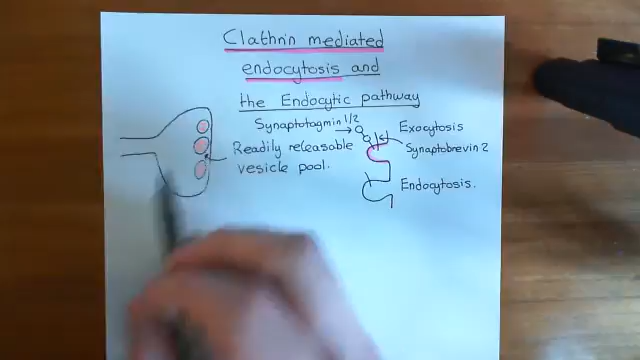 Clathrin mediated
endocytosis and
the Endocytic pathway
Synaptotagmin 1/2
Exocytosis
Synaptobrevin 2
Readily releasable
vesicle pool.
Endocytosis.